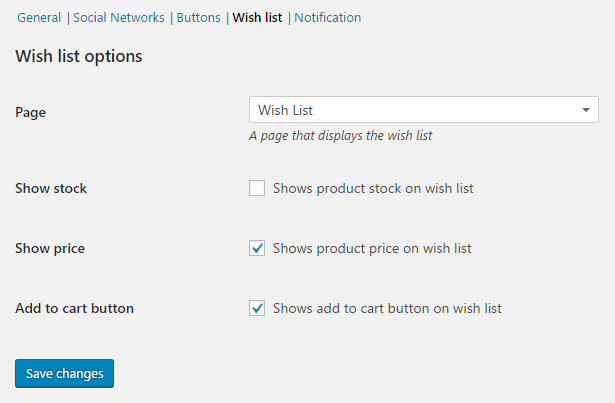 General | Social Networks | Buttons | Wish list | Notification
Wish list options
Page Wish List
A page that displays the wish list
Show stock Shows product stock on wish list
Show price Shows product price on wish list
Add to cart button Shows add to cart button on wish list
Save changes